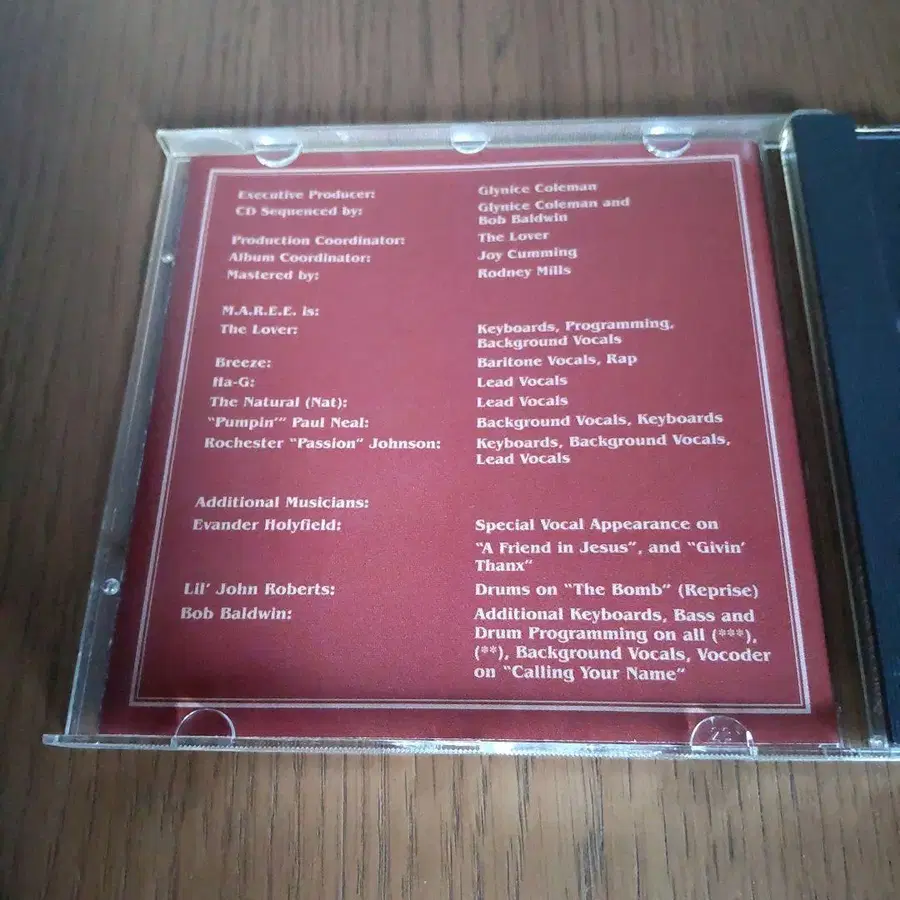 Executive Producer: Glynice Coleman
CD Sequenced by: Glynice Coleman and
Bob Baldwin
Production Coordinator: The Lover
Album Coordinator: Joy Cumming
Mastered by: Rodney Mills
M.A.R.E.E. is:
The Lover: Keyboards, Programming,
Background Vocals
Breeze: Baritone Vocals, Rap
Ha-G: Lead Vocals
The Natural (Nat): Lead Vocals
"Pumpin'" Paul Neal: Background Vocals, Keyboards
Rochester "Passion" Johnson: Keyboards, Background Vocals,
Lead Vocals
Additional Musicians:
Evander Holyfield: Special Vocal Appearance on
"A Friend in Jesus", and "Givin'
Thanx"
Lil' John Roberts: Drums on "The Bomb" (Reprise)
Bob Baldwin: Additional Keyboards, Bass and
Drum Programming on all (***),
(**), Background Vocals, Vocoder
on "Calling Your Name"